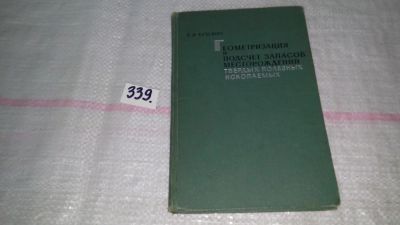 339.
ГЕОМЕТРИЗАЦИЯ
И
ПОДСЧЕТ ЗАПАСОВ
МЕСТОРОЖДЕНИЙ
ТВЕРДЫХ ПОЛЕЗНЫХ
ИСКОПАЕМЫХ